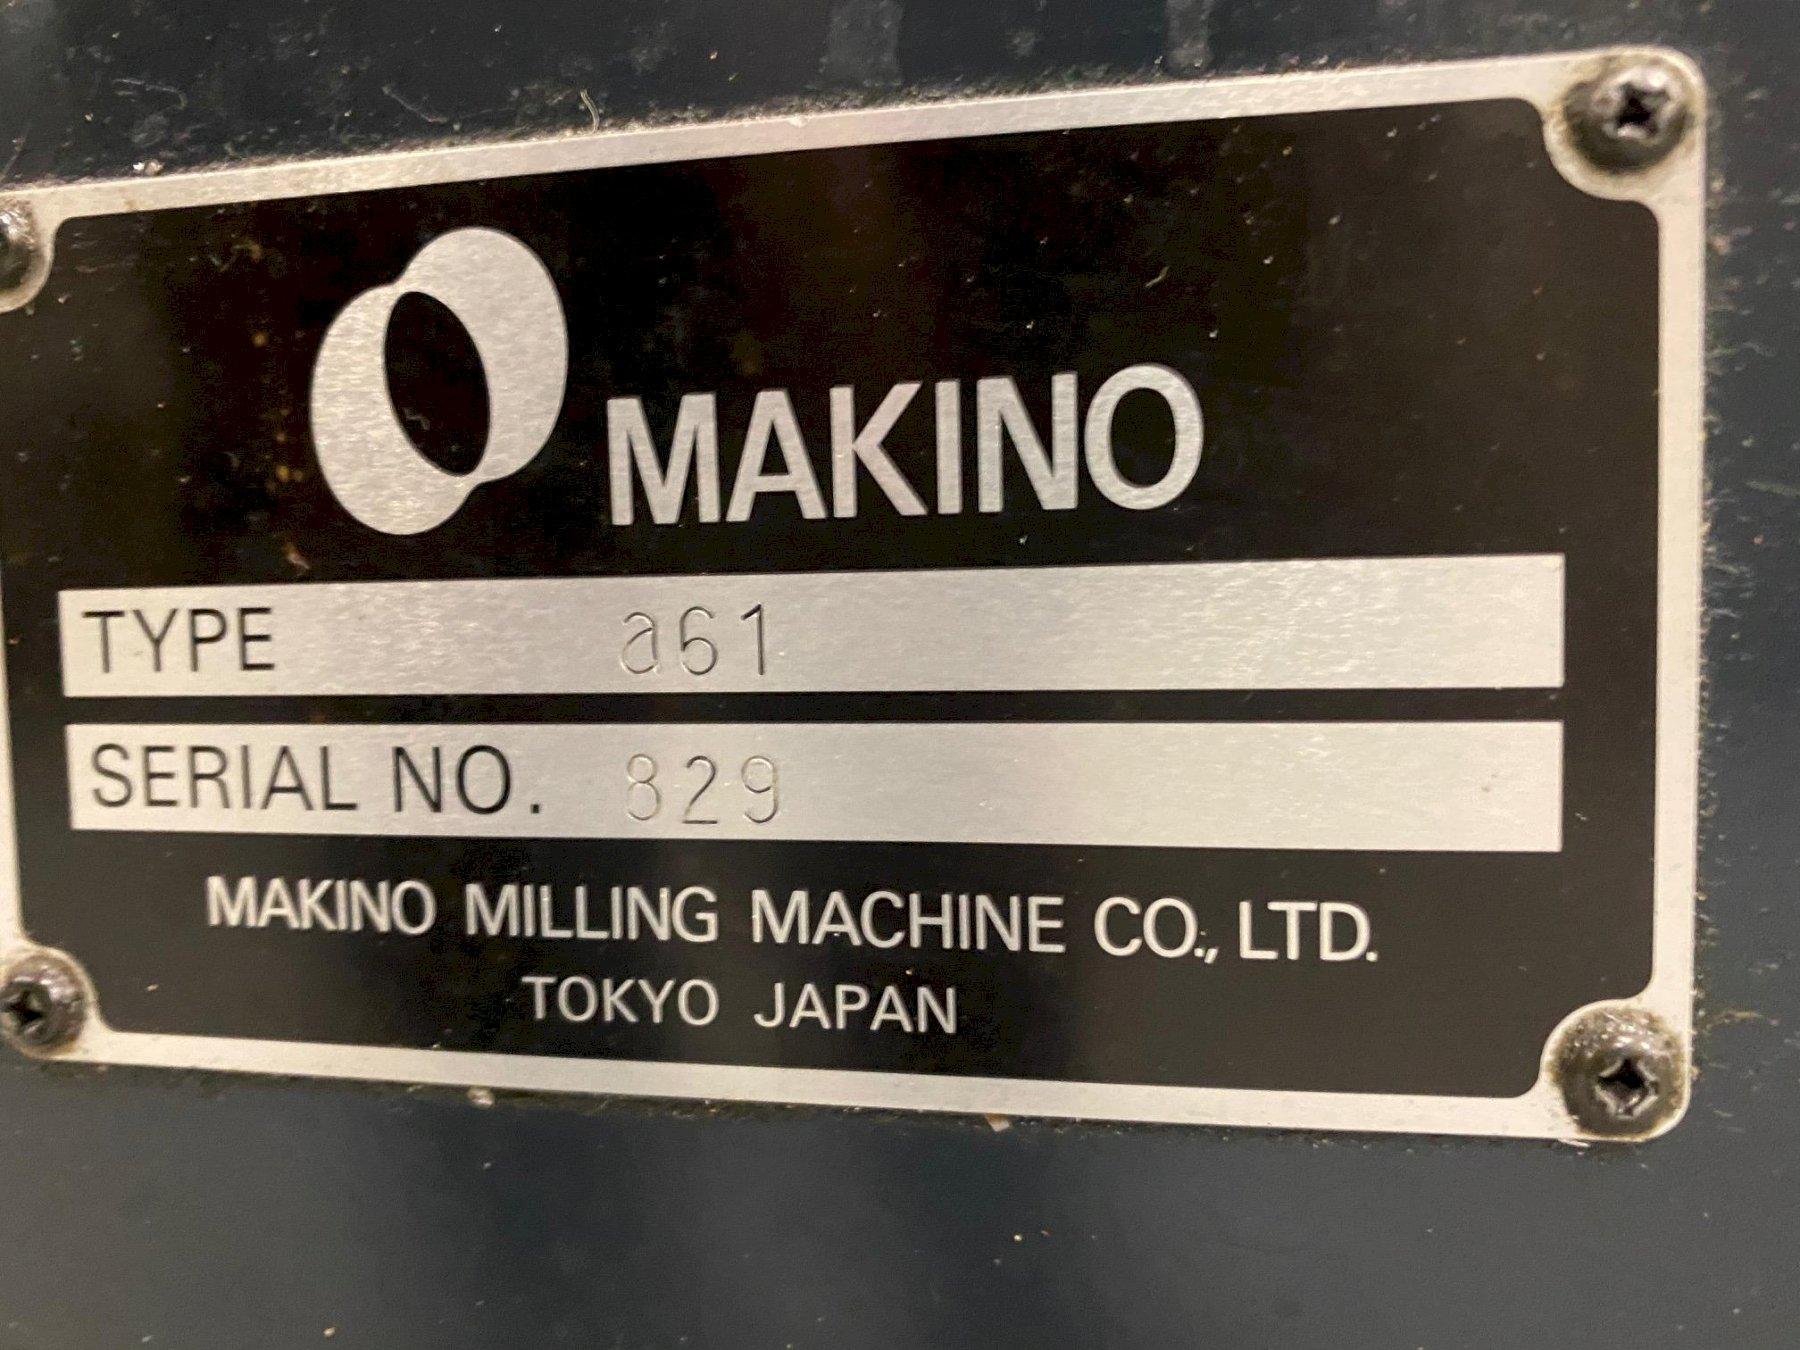 MAKINO
TYPE a61
SERIAL NO. 829
MAKINO MILLING MACHINE CO., LTD.
TOKYO JAPAN